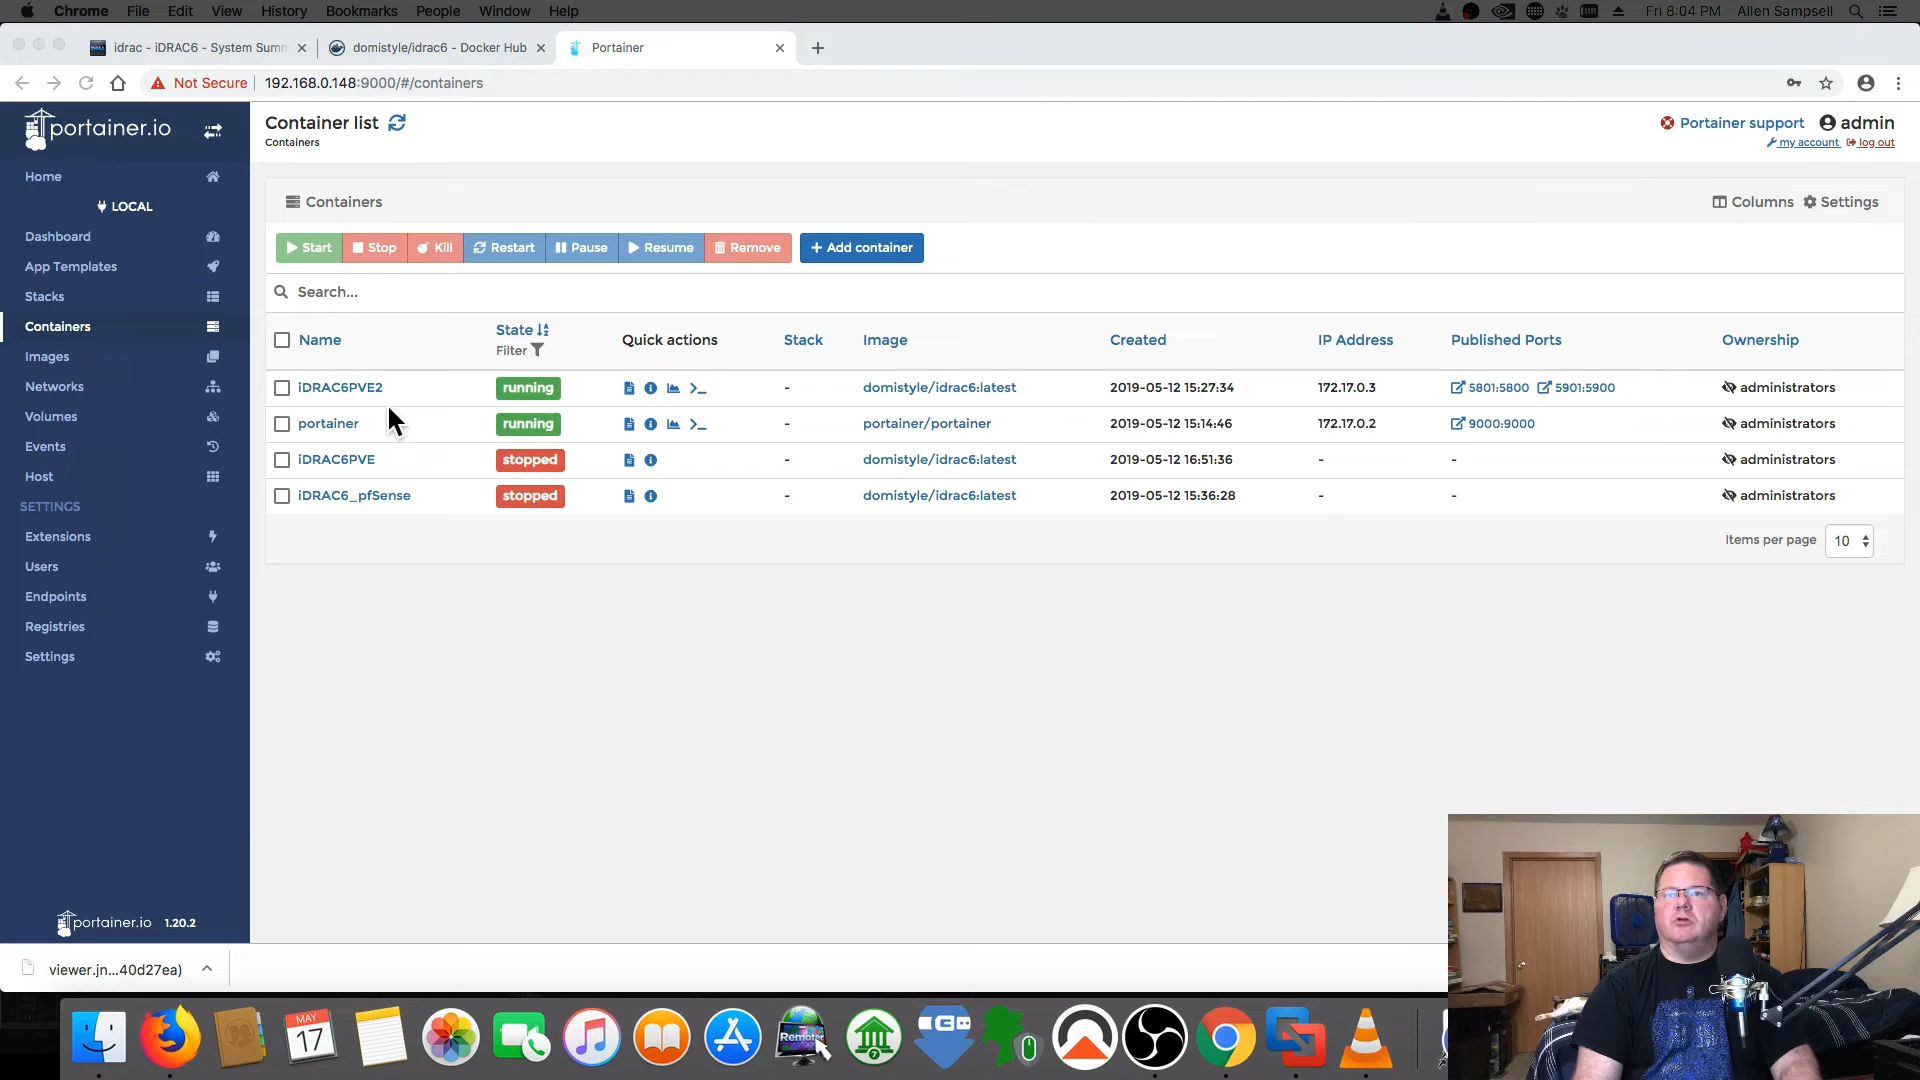 Chrome File Edit View History Bookmarks People Window Help Fri 8:04 PM Allen Sampsell
idrac - iDRAC6 - System Summ
domistyle/idrac6 - Docker Hub
Portainer
Not Secure 192.168.0.148:9000/#/containers
portainer.io
Container list
Containers
Portainer support admin
my account log out
Home
LOCAL
Dashboard
App Templates
Stacks
Containers
Images
Networks
Volumes
Events
Host
SETTINGS
Extensions
Users
Endpoints
Registries
Settings
portainer.io 1.20.2
Containers Columns Settings
Start Stop Kill Restart Pause Resume Remove + Add container
Search...
Name State Filter Quick actions Stack Image Created IP Address Published Ports Ownership
iDRAC6PVE2 running - domistyle/idrac6:latest 2019-05-12 15:27:34 172.17.0.3 5801:5800 5901:5900 administrators
portainer running - portainer/portainer 2019-05-12 15:14:46 172.17.0.2 9000:9000 administrators
iDRAC6PVE stopped - domistyle/idrac6:latest 2019-05-12 16:51:36 - - administrators
iDRAC6_pfSense stopped - domistyle/idrac6:latest 2019-05-12 15:36:28 - - administrators
Items per page 10
viewer.jn...40d27ea)
MAY
17
Remote
7
G